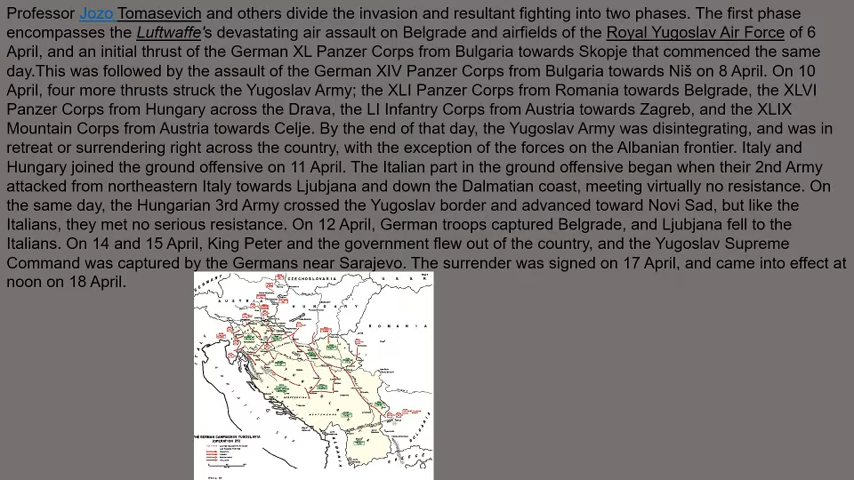 Professor Jozo Tomasevich and others divide the invasion and resultant fighting into two phases. The first phase
encompasses the Luftwaffe's devastating air assault on Belgrade and airfields of the Royal Yugoslav Air Force of 6
April, and an initial thrust of the German XL Panzer Corps from Bulgaria towards Skopje that commenced the same
day.This was followed by the assault of the German XIV Panzer Corps from Bulgaria towards Niš on 8 April. On 10
April, four more thrusts struck the Yugoslav Army; the XLI Panzer Corps from Romania towards Belgrade, the XLVI
Panzer Corps from Hungary across the Drava, the LI Infantry Corps from Austria towards Zagreb, and the XLIX
Mountain Corps from Austria towards Celje. By the end of that day, the Yugoslav Army was disintegrating, and was in
retreat or surrendering right across the country, with the exception of the forces on the Albanian frontier. Italy and
Hungary joined the ground offensive on 11 April. The Italian part in the ground offensive began when their 2nd Army
attacked from northeastern Italy towards Ljubjana and down the Dalmatian coast, meeting virtually no resistance. On
the same day, the Hungarian 3rd Army crossed the Yugoslav border and advanced toward Novi Sad, but like the
Italians, they met no serious resistance. On 12 April, German troops captured Belgrade, and Ljubjana fell to the
Italians. On 14 and 15 April, King Peter and the government flew out of the country, and the Yugoslav Supreme
Command was captured by the Germans near Sarajevo. The surrender was signed on 17 April, and came into effect at
noon on 18 April.
CZECHOSLOVAKIA
AUSTRIA
HUNGARY
ROMANIA
ITALY
BULGARIA
THE GERMAN CAMPAIGN IN YUGOSLAVIA